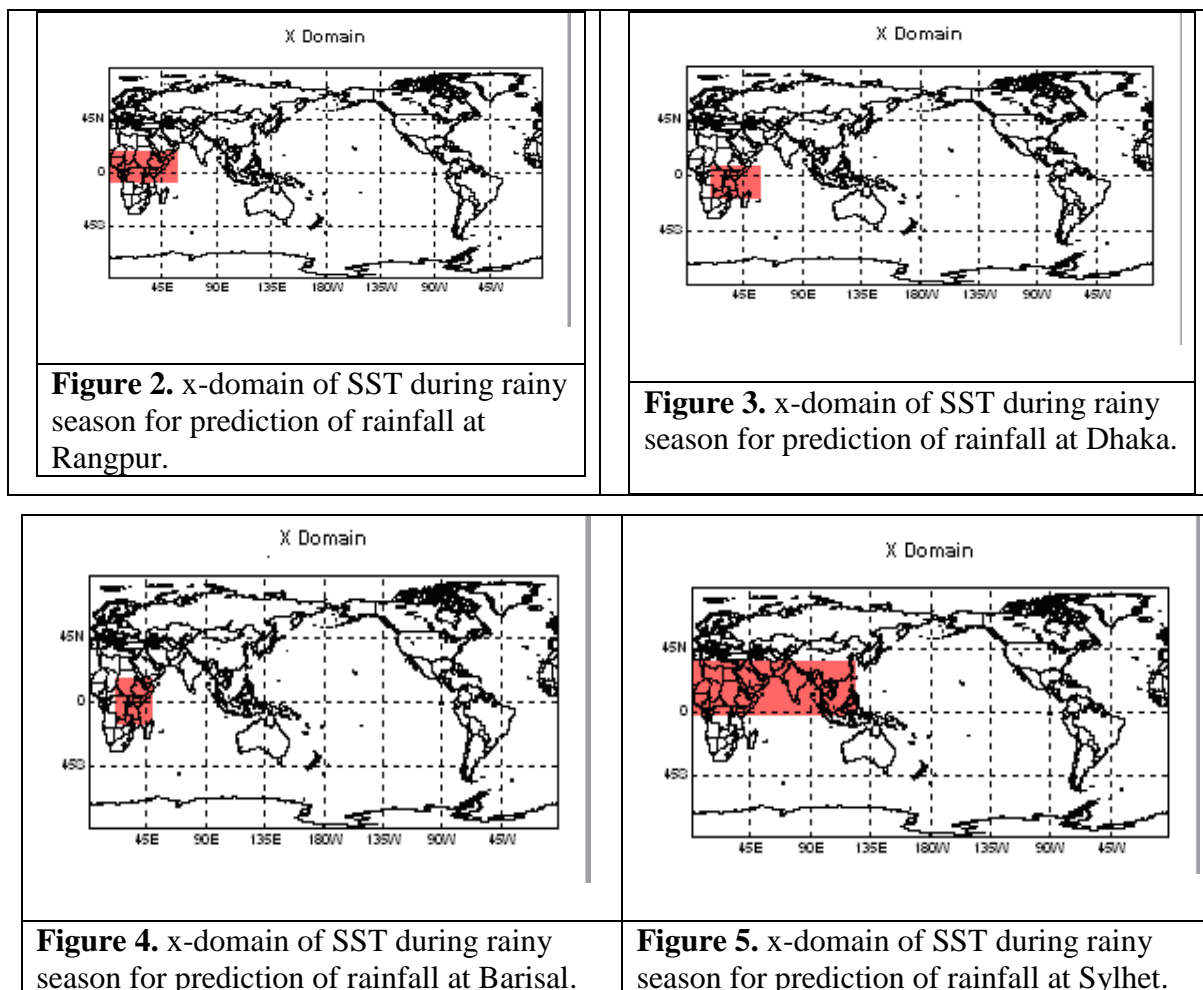 X Domain
45N
0
45S
45E 90E 135E 180W 135W 90W 45W
Figure 2. x-domain of SST during rainy
season for prediction of rainfall at
Rangpur.
X Domain
45N
0
45S
45E 90E 135E 180W 135W 90W 45W
Figure 3. x-domain of SST during rainy
season for prediction of rainfall at Dhaka.
X Domain
45N
0
45S
45E 90E 135E 180W 135W 90W 45W
Figure 4. x-domain of SST during rainy
season for prediction of rainfall at Barisal.
X Domain
45N
0
45S
45E 90E 135E 180W 135W 90W 45W
Figure 5. x-domain of SST during rainy
season for prediction of rainfall at Sylhet.